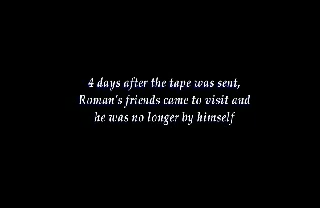 4 days after the tape was sent,
Roman's friends came to visit and
he was no longer by himself